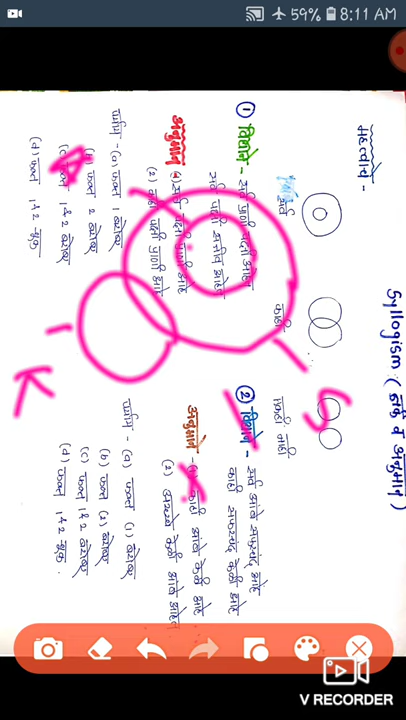 59% 8:11 AM
Syllogism ( तर्क व अनुमान )
महत्वाचे -
सर्व
काही
① विधाने - सर्व प्राणी पक्षी आहेत
सर्व पक्षी सजीव आहेत
अनुमान
(2) काही पक्षी प्राणी आहेत
पर्याय - (a) फक्त 1 बरोबर
(b) फक्त 2 बरोबर
(c) फक्त 1 & 2 बरोबर
(d) फक्त 1 & 2 चूक
② विधाने - सर्व आंबे सफरचंद आहेत
काही सफरचंद केळी आहेत
अनुमान - (1) काही आंबे केळी आहे
(2) केळी आंबे आहेत
पर्याय - (a) फक्त (1) बरोबर
(b) फक्त (2) बरोबर
(c) फक्त 1 & 2 बरोबर
(d) फक्त 1 & 2 चूक.
K
V RECORDER